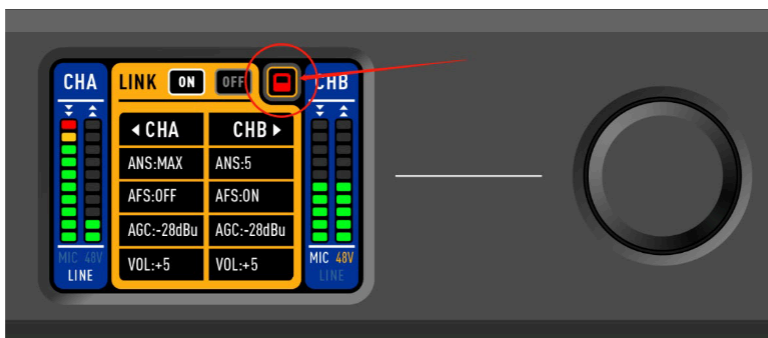 CHA LINK ON OFF CHB
◀ CHA CHB ▶
ANS:MAX ANS:5
AFS:OFF AFS:ON
AGC:-28dBu AGC:-28dBu
VOL:+5 VOL:+5
MIC 48V
LINE
MIC 48V
LINE